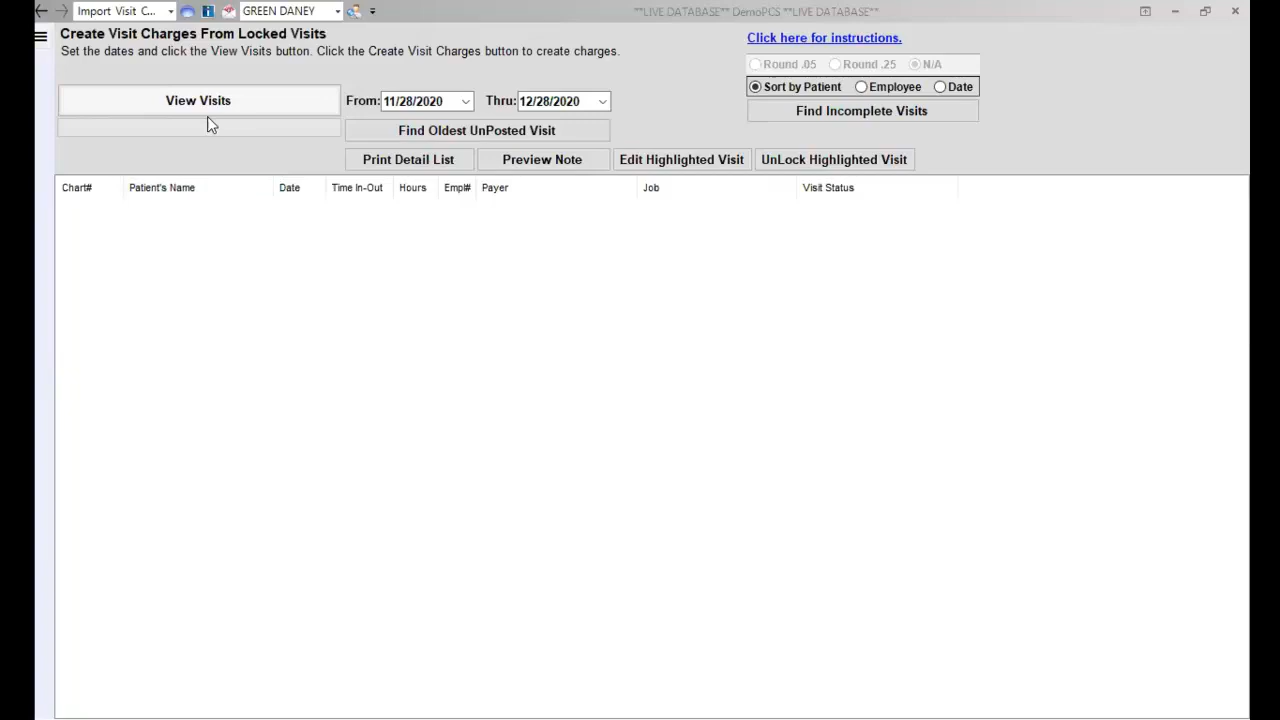 Import Visit C... GREEN DANEY **LIVE DATABASE** DemoPCS **LIVE DATABASE**
Create Visit Charges From Locked Visits
Set the dates and click the View Visits button. Click the Create Visit Charges button to create charges.
Click here for instructions.
Round .05 Round .25 N/A
Sort by Patient Employee Date
View Visits From: 11/28/2020 Thru: 12/28/2020
Find Incomplete Visits
Find Oldest UnPosted Visit
Print Detail List Preview Note Edit Highlighted Visit UnLock Highlighted Visit
Chart# Patient's Name Date Time In-Out Hours Empl# Payer Job Visit Status